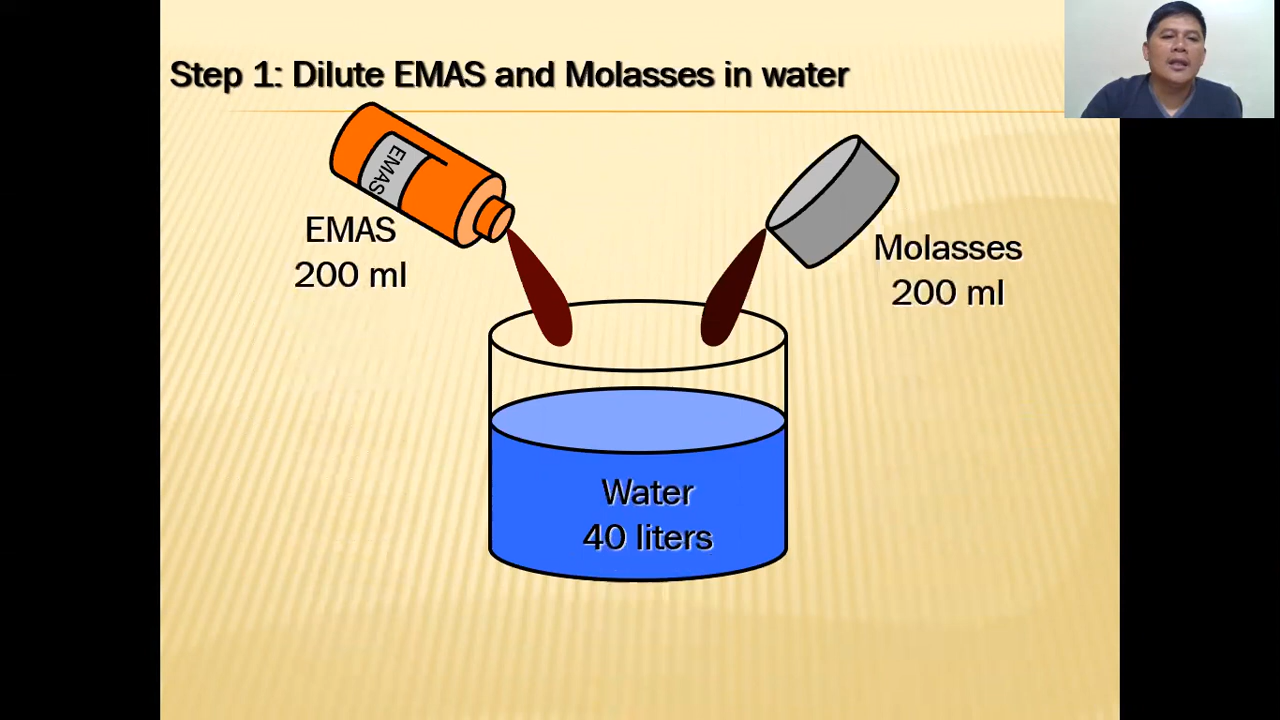 Step 1: Dilute EMAS and Molasses in water
EMAS
EMAS
200 ml
Molasses
200 ml
Water
40 liters